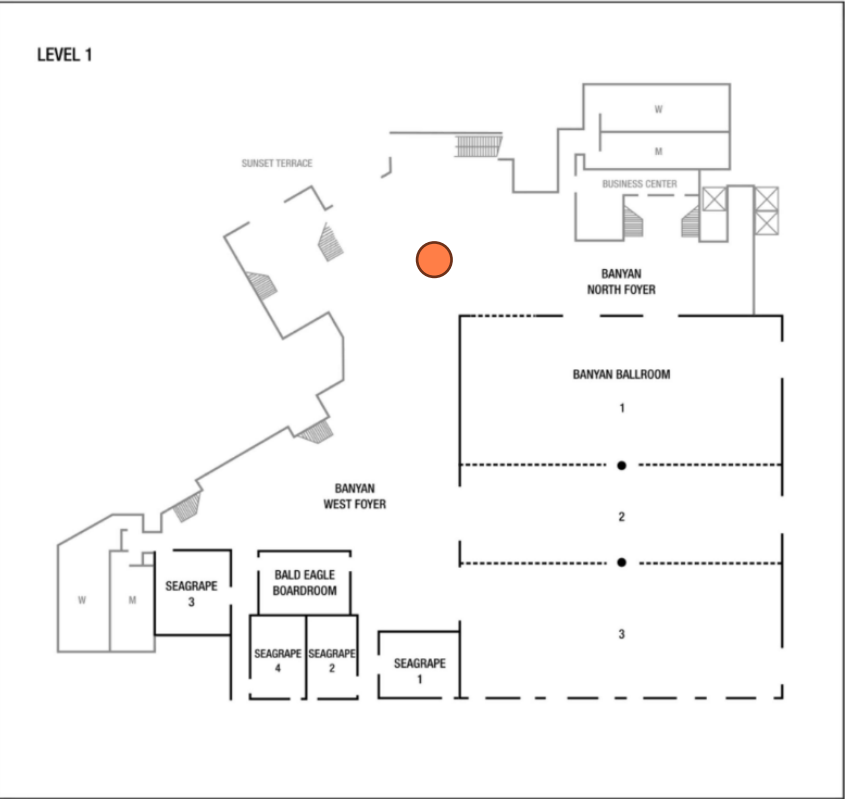 LEVEL 1
W
SUNSET TERRACE
M
BUSINESS CENTER
BANYAN
NORTH FOYER
BANYAN BALLROOM
1
BANYAN
WEST FOYER
2
BALD EAGLE
BOARDROOM
SEAGRAPE
3
W
M
3
SEAGRAPE
4
SEAGRAPE
2
SEAGRAPE
1